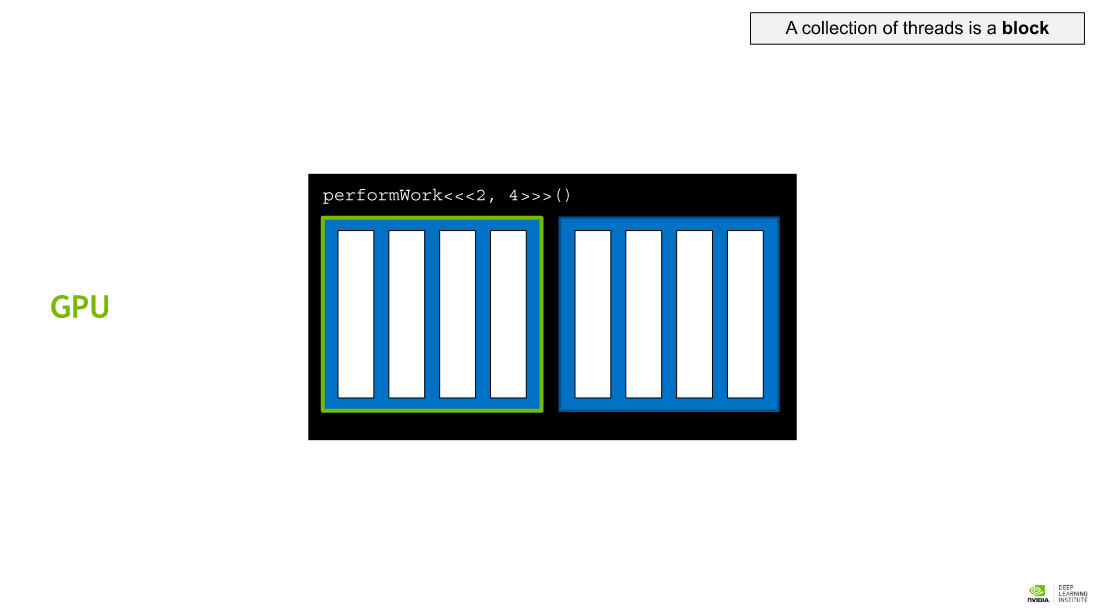 A collection of threads is a block
performWork<<<2, 4>>>()
GPU
NVIDIA
DEEP
LEARNING
INSTITUTE